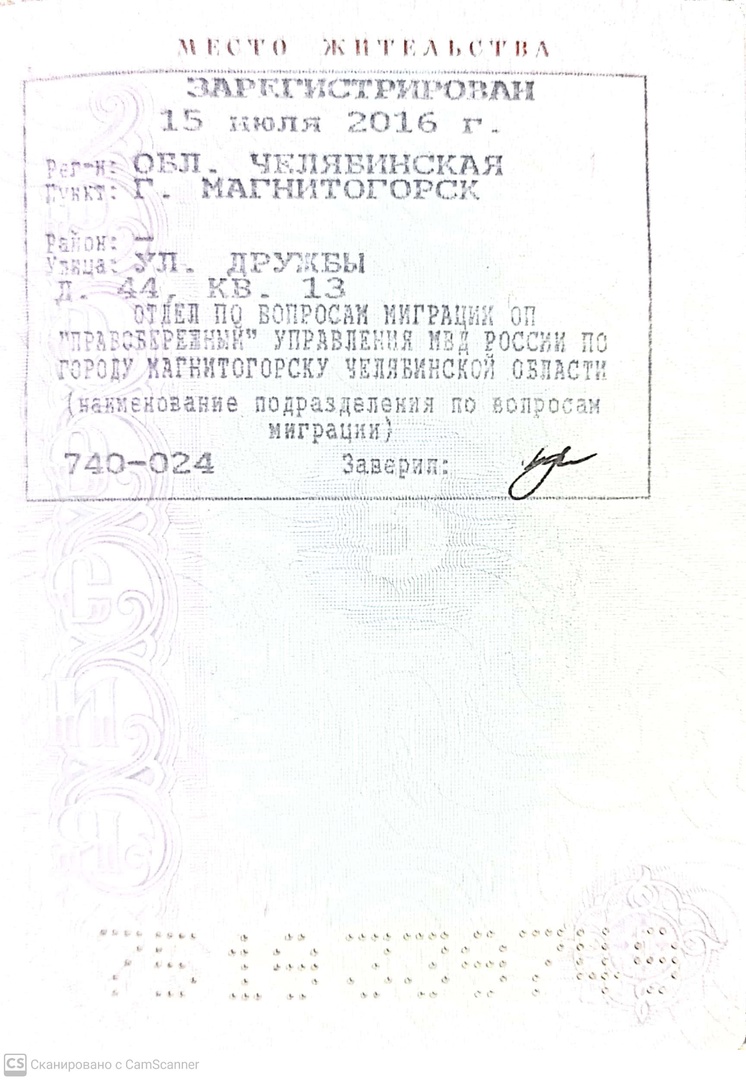 МЕСТО ЖИТЕЛЬСТВА
ЗАРЕГИСТРИРОВАН
15 июля 2016 г.
Рег-н: ОБЛ. ЧЕЛЯБИНСКАЯ
Пункт: Г. МАГНИТОГОРСК
Район: —
Улица: УЛ. ДРУЖБЫ
Д. 44, КВ. 13
ОТДЕЛ ПО ВОПРОСАМ МИГРАЦИИ ОП
"ПРАВОБЕРЕЖНЫЙ" УПРАВЛЕНИЯ МВД РОССИИ ПО
ГОРОДУ МАГНИТОГОРСКУ ЧЕЛЯБИНСКОЙ ОБЛАСТИ
(наименование подразделения по вопросам
миграции)
740-024 Заверил:
75 19
CS Сканировано с CamScanner